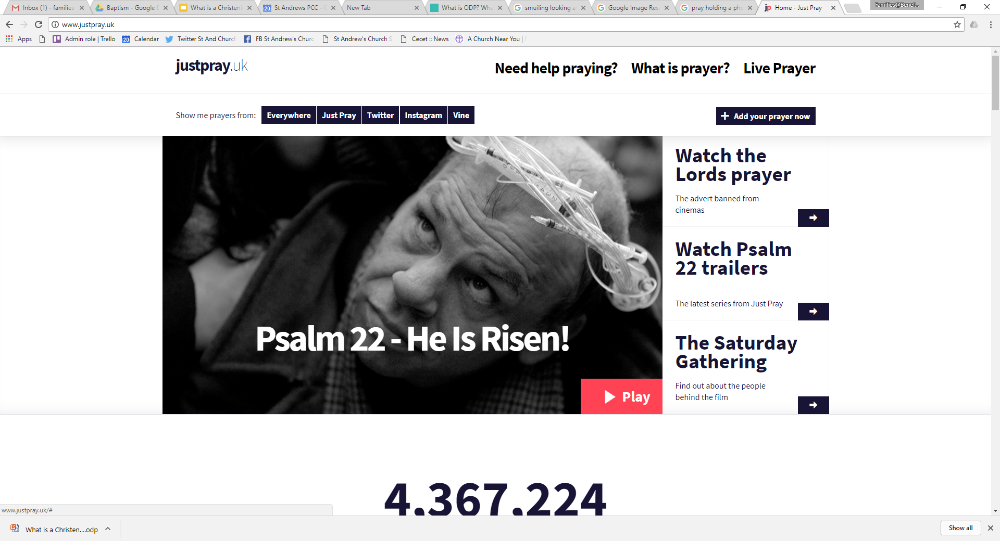 Inbox (1) - families
Baptism - Google
What is a Christeni
St Andrews PCC -
New Tab
What is ODP? Wha
smuiling looking a
Google Image Res
pray holding a pho
Home - Just Pray
Families@Benef...
www.justpray.uk
Apps
Admin role | Trello
20 Calendar
Twitter St And Church
FB St Andrew's Churc
St Andrew's Church S
Cecet :: News
A Church Near You |
justpray.uk
Need help praying? What is prayer? Live Prayer
Show me prayers from: Everywhere Just Pray Twitter Instagram Vine
+ Add your prayer now
Psalm 22 - He Is Risen!
Play
Watch the
Lords prayer
The advert banned from
cinemas
Watch Psalm
22 trailers
The latest series from Just Pray
The Saturday
Gathering
Find out about the people
behind the film
4,367,224
www.justpray.uk/#
What is a Christen....odp
Show all